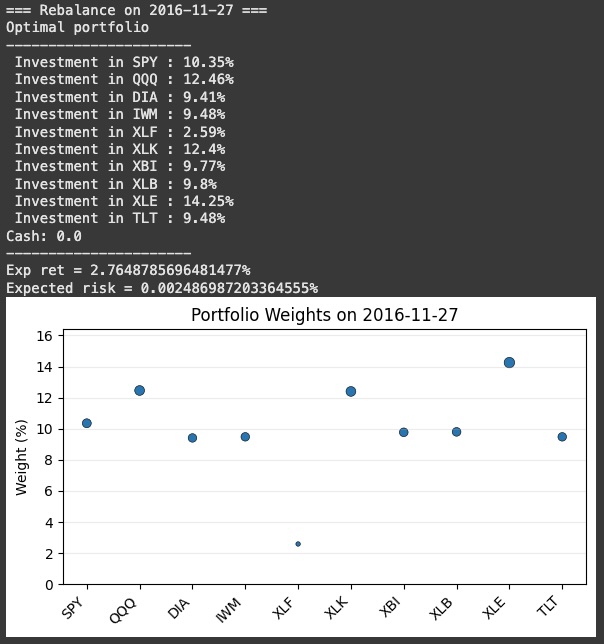 === Rebalance on 2016-11-27 ===
Optimal portfolio
----------------------
Investment in SPY : 10.35%
Investment in QQQ : 12.46%
Investment in DIA : 9.41%
Investment in IWM : 9.48%
Investment in XLF : 2.59%
Investment in XLK : 12.4%
Investment in XBI : 9.77%
Investment in XLB : 9.8%
Investment in XLE : 14.25%
Investment in TLT : 9.48%
Cash: 0.0
----------------------
Exp ret = 2.7648785696481477%
Expected risk = 0.002486987203364555%
Portfolio Weights on 2016-11-27
16
14
12
10
8
6
4
2
0
Weight (%)
SPY
QQQ
DIA
IWM
XLF
XLK
XBI
XLB
XLE
TLT